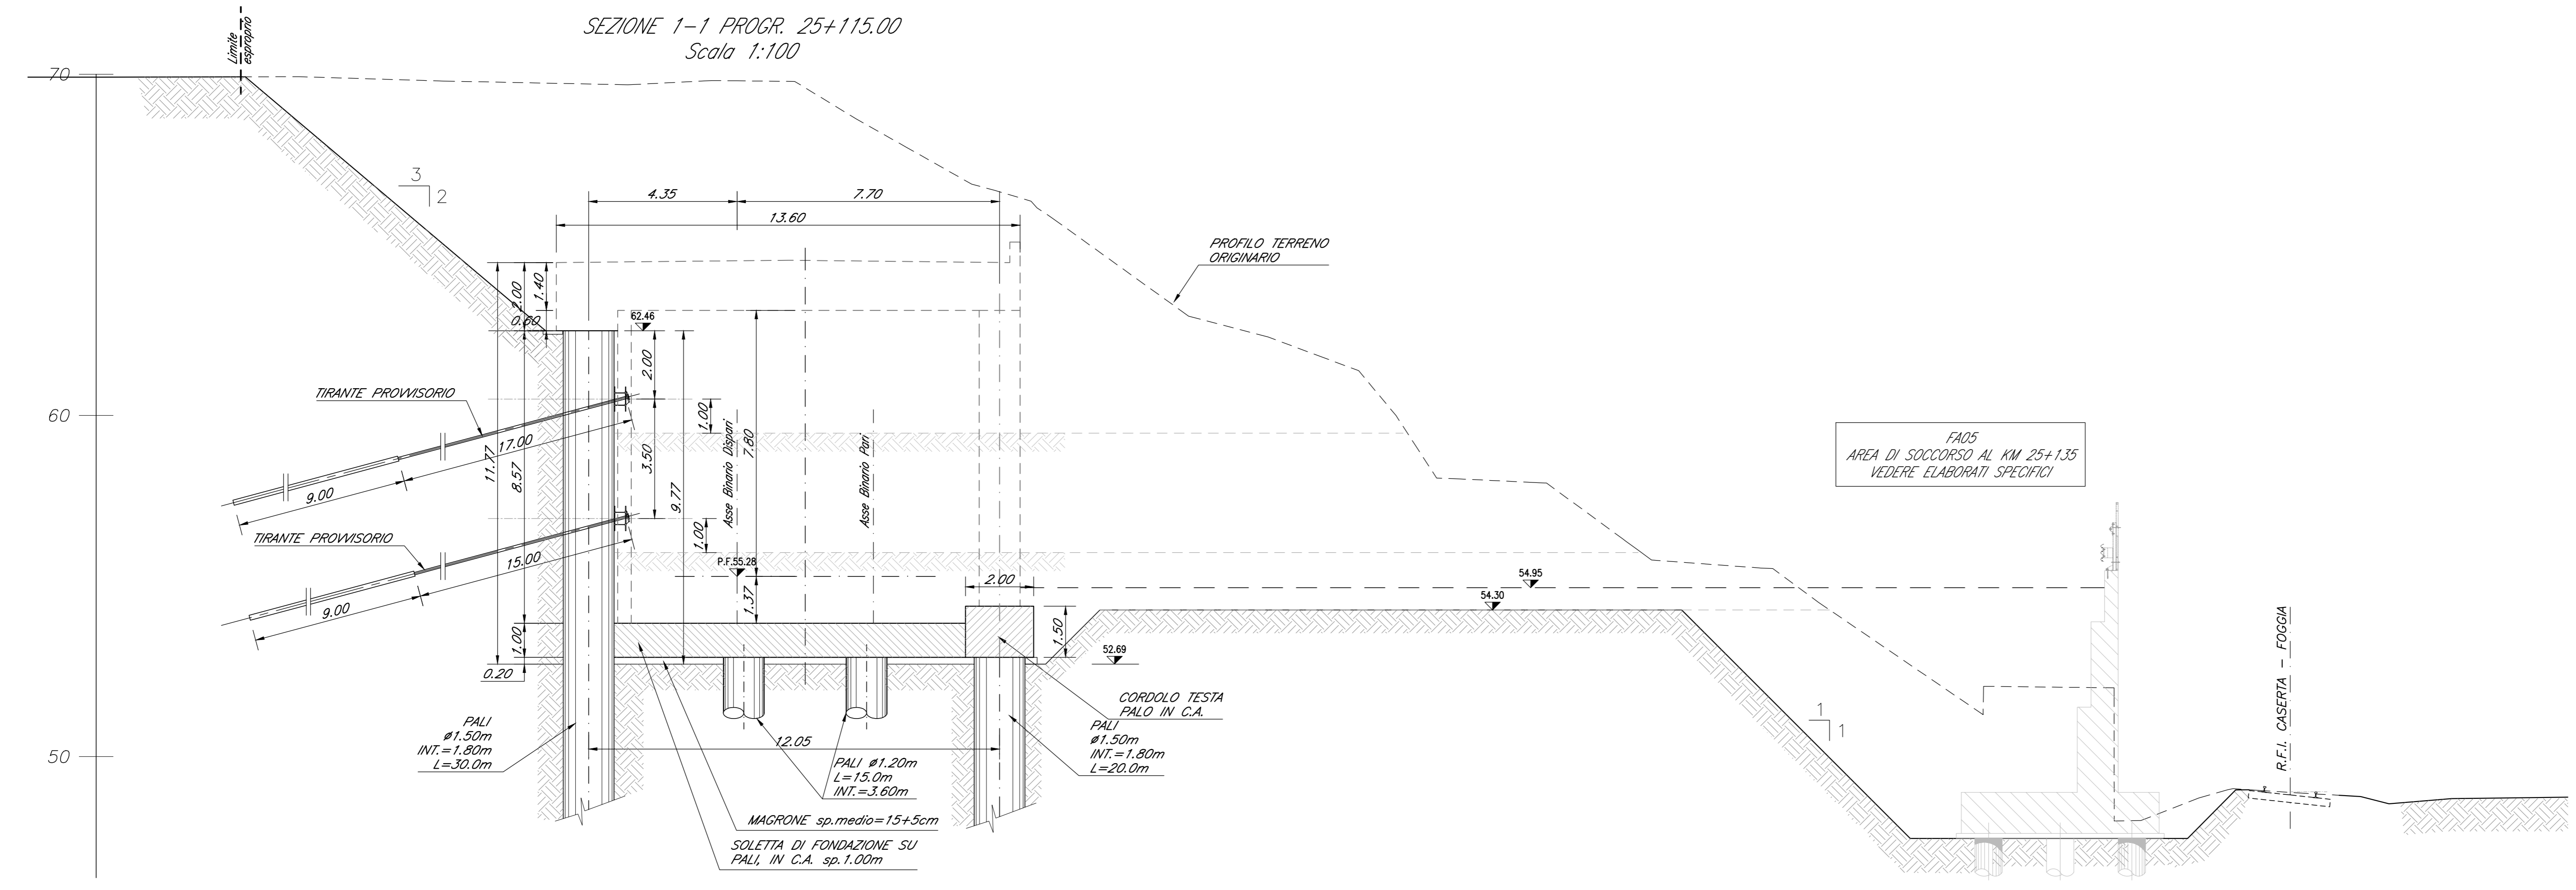 SEZIONE 1-1 PROGR. 25+115.00
Scala 1:100
Limite
esproprio
70
60
50
3
2
4.35
7.70
13.60
PROFILO TERRENO
ORIGINARIO
2.00
1.40
0.60
62.46
2.00
TIRANTE PROVVISORIO
17.00
9.00
11.77
8.57
3.50
1.00
9.77
7.80
Asse Binario Dispari
Asse Binario Pari
TIRANTE PROVVISORIO
15.00
9.00
1.00
P.F.55.28
1.37
2.00
1.50
1.00
0.20
54.95
54.30
52.69
FA05
AREA DI SOCCORSO AL KM 25+135
VEDERE ELABORATI SPECIFICI
R.F.I. CASERTA - FOGGIA
CORDOLO TESTA
PALO IN C.A.
PALI
ø1.50m
INT.=1.80m
L=30.0m
12.05
PALI
ø1.50m
INT.=1.80m
L=20.0m
PALI ø1.20m
L=15.0m
INT.=3.60m
MAGRONE sp.medio=15+5cm
SOLETTA DI FONDAZIONE SU
PALI, IN C.A. sp.1.00m
1
1